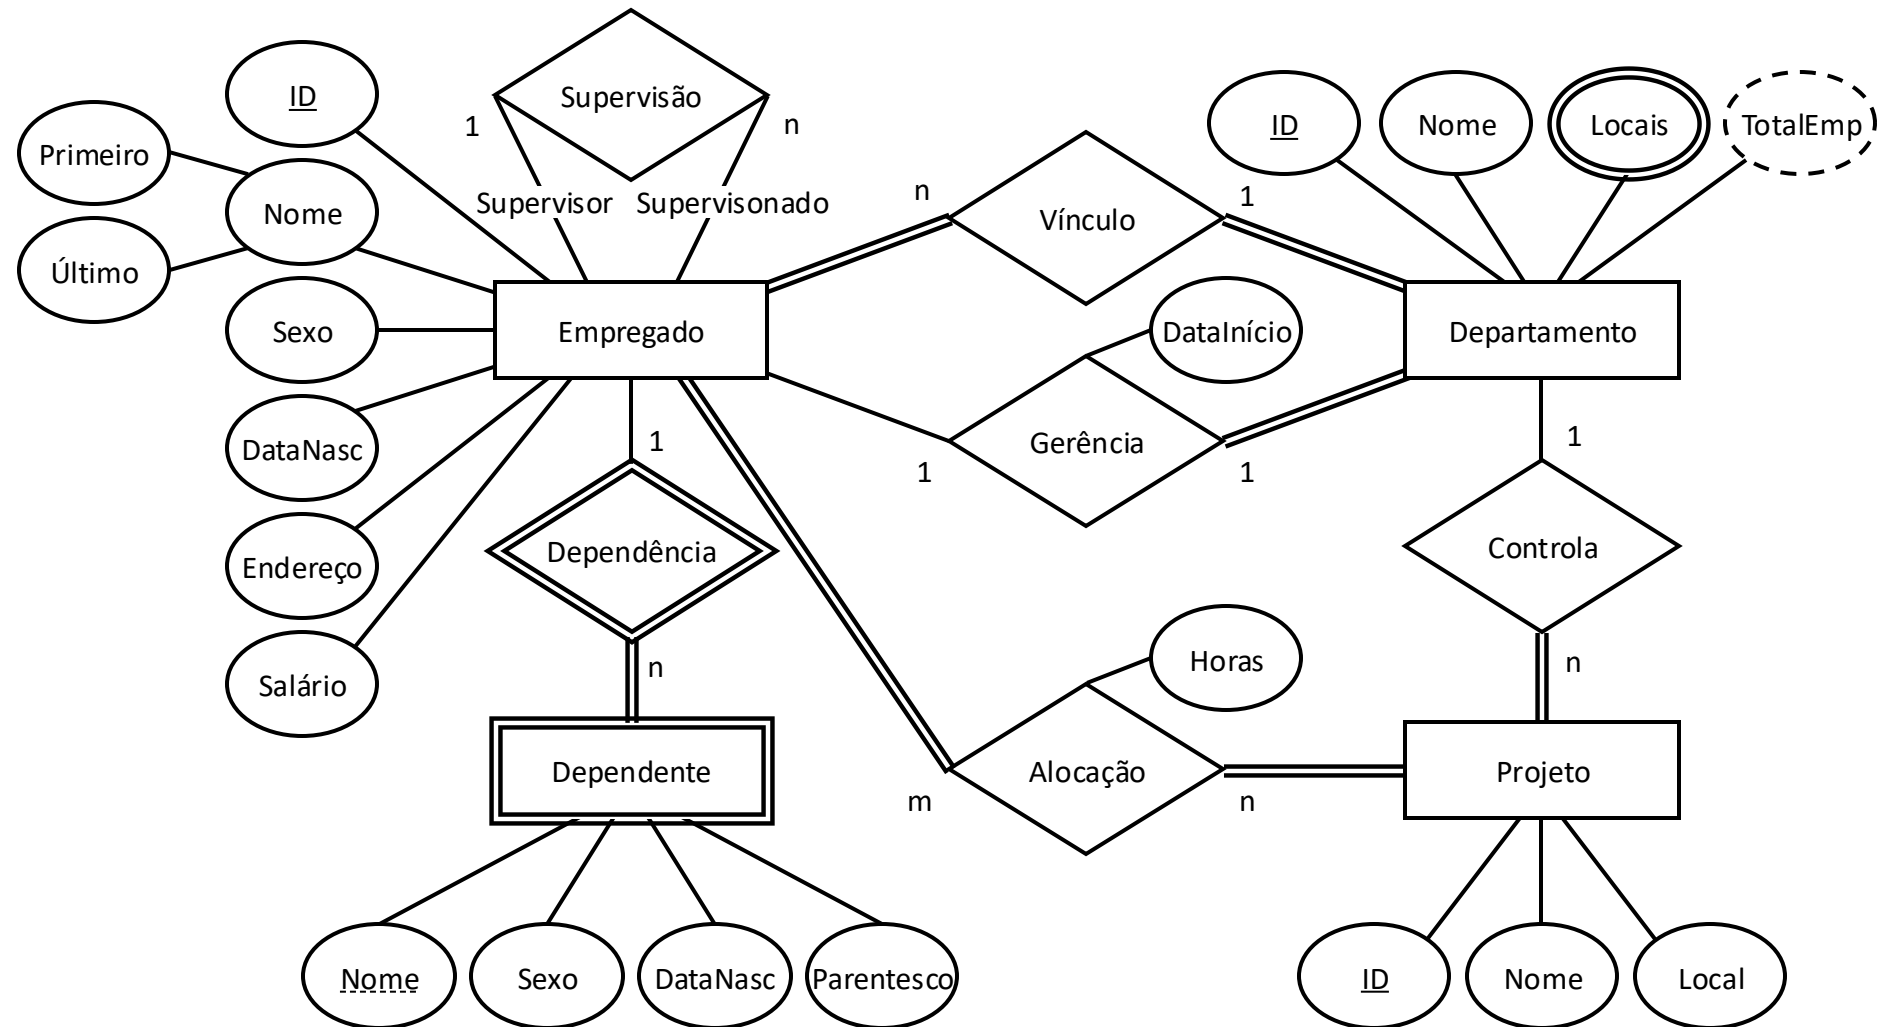 Supervisão
ID
1
n
ID
Nome
Locais
TotalEmp
Primeiro
Nome
Supervisor
Supervisonado
n
Vínculo
1
Último
Sexo
Empregado
DataInício
Departamento
DataNasc
1
1
Gerência
1
1
Endereço
Dependência
Controla
Salário
n
Horas
n
Dependente
m
Alocação
n
Projeto
Nome
Sexo
DataNasc
Parentesco
ID
Nome
Local